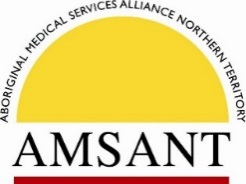 ABORIGINAL MEDICAL SERVICES ALLIANCE NORTHERN TERRITORY
AMSANT